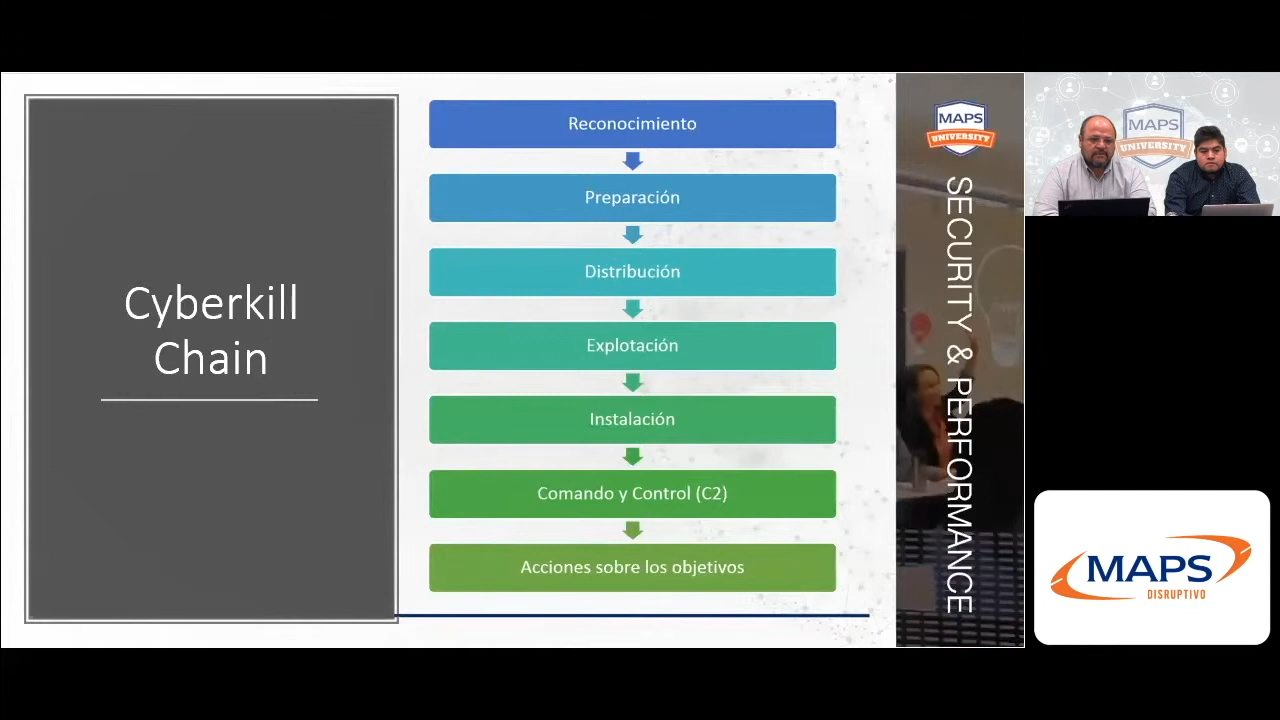 Cyberkill
Chain
Reconocimiento
Preparación
Distribución
Explotación
Instalación
Comando y Control (C2)
Acciones sobre los objetivos
MAPS
UNIVERSITY
SECURITY & PERFORMANCE
MAPS
UNIVERSITY
MAPS
DISRUPTIVO